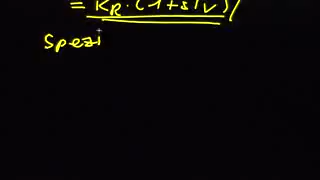 = K_R · (1 + sT_V)
Spezi